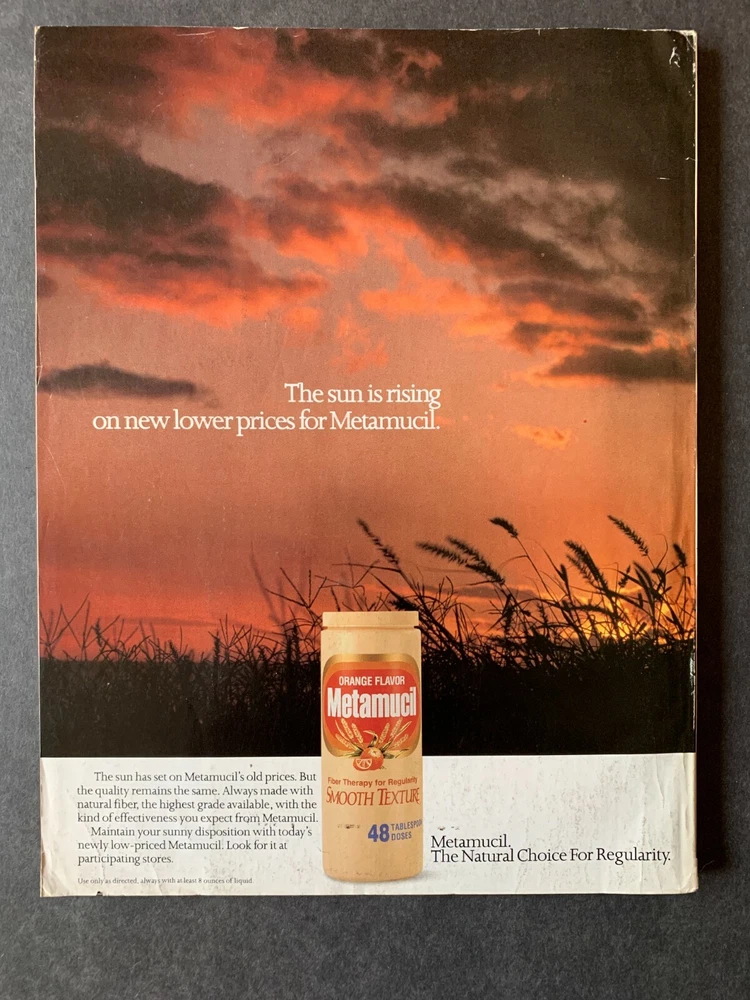 The sun is rising
on new lower prices for Metamucil.
ORANGE FLAVOR
Metamucil
Fiber Therapy for Regularity
SMOOTH TEXTURE
48 TABLESPOON
DOSES
The sun has set on Metamucil's old prices. But
the quality remains the same. Always made with
natural fiber, the highest grade available, with the
kind of effectiveness you expect from Metamucil.
Maintain your sunny disposition with today's
newly low-priced Metamucil. Look for it at
participating stores.
Use only as directed, always with at least 8 ounces of liquid.
Metamucil.
The Natural Choice For Regularity.